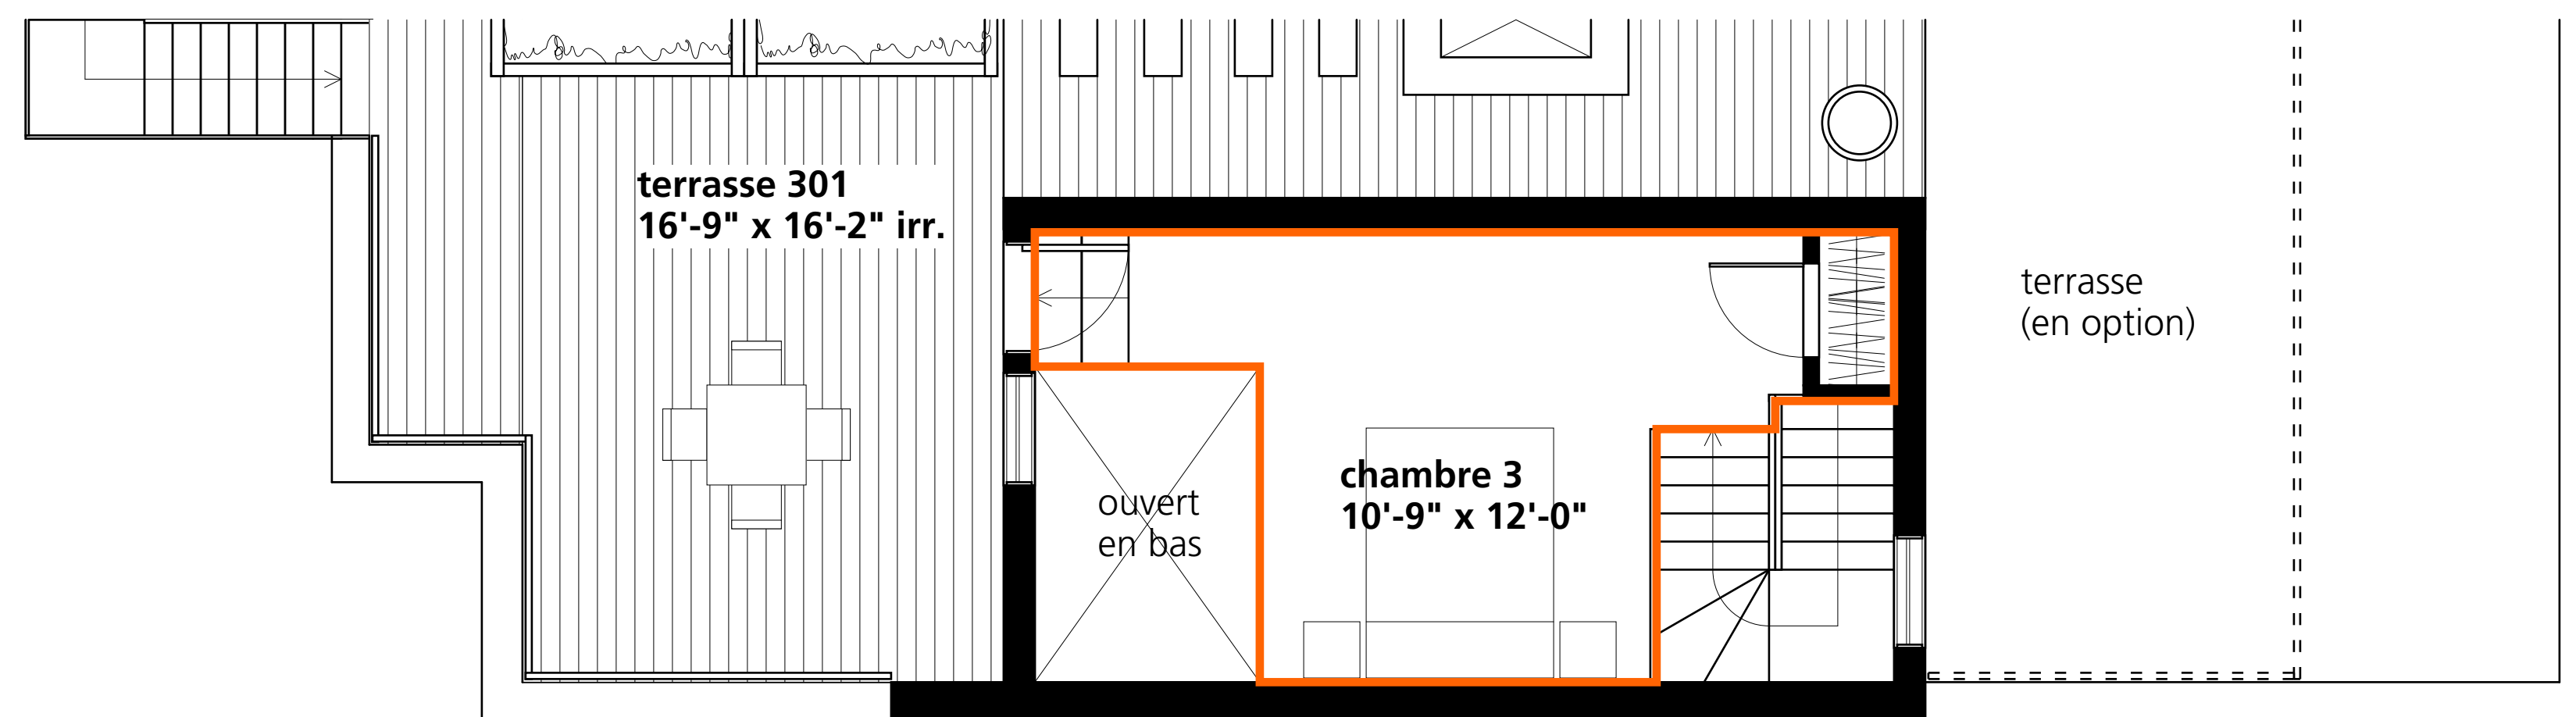 terrasse 301
16'-9" x 16'-2" irr.
terrasse
(en option)
chambre 3
10'-9" x 12'-0"
ouvert
en bas